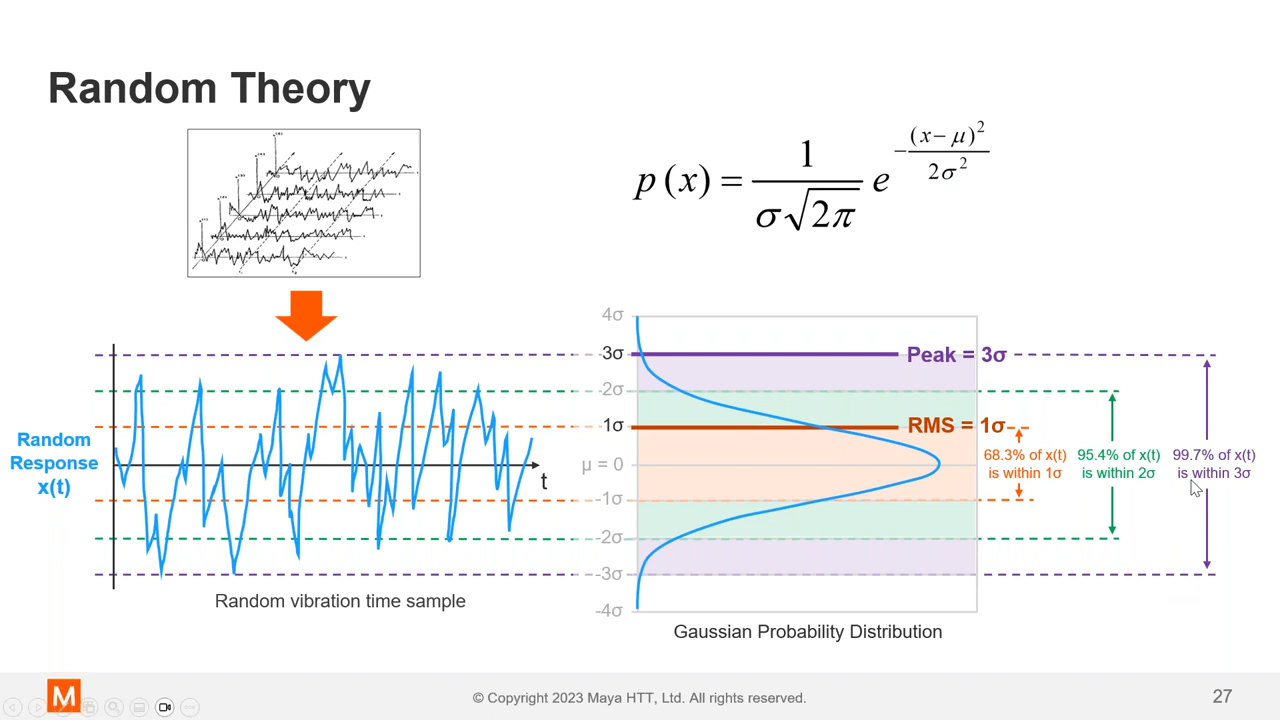 Random Theory
p(x) = 1 / σ√2π e −(x−μ)² / 2σ²
4σ
3σ
2σ
1σ
μ = 0
-1σ
-2σ
-3σ
-4σ
Peak = 3σ
RMS = 1σ
68.3% of x(t)
is within 1σ
95.4% of x(t)
is within 2σ
99.7% of x(t)
is within 3σ
Random
Response
x(t)
t
Random vibration time sample
Gaussian Probability Distribution
M
© Copyright 2023 Maya HTT, Ltd. All rights reserved.
27